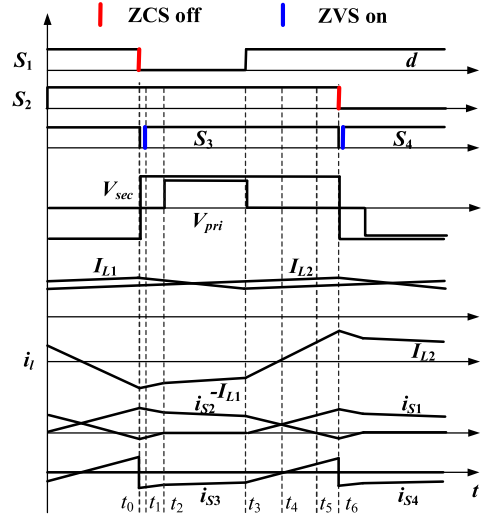 ZCS off ZVS on
S1 d
S2
S3 S4
Vsec
Vpri
IL1 IL2
il IL2
-IL1
iS2 iS1
iS3 iS4 t
t0 t1 t2 t3 t4 t5 t6